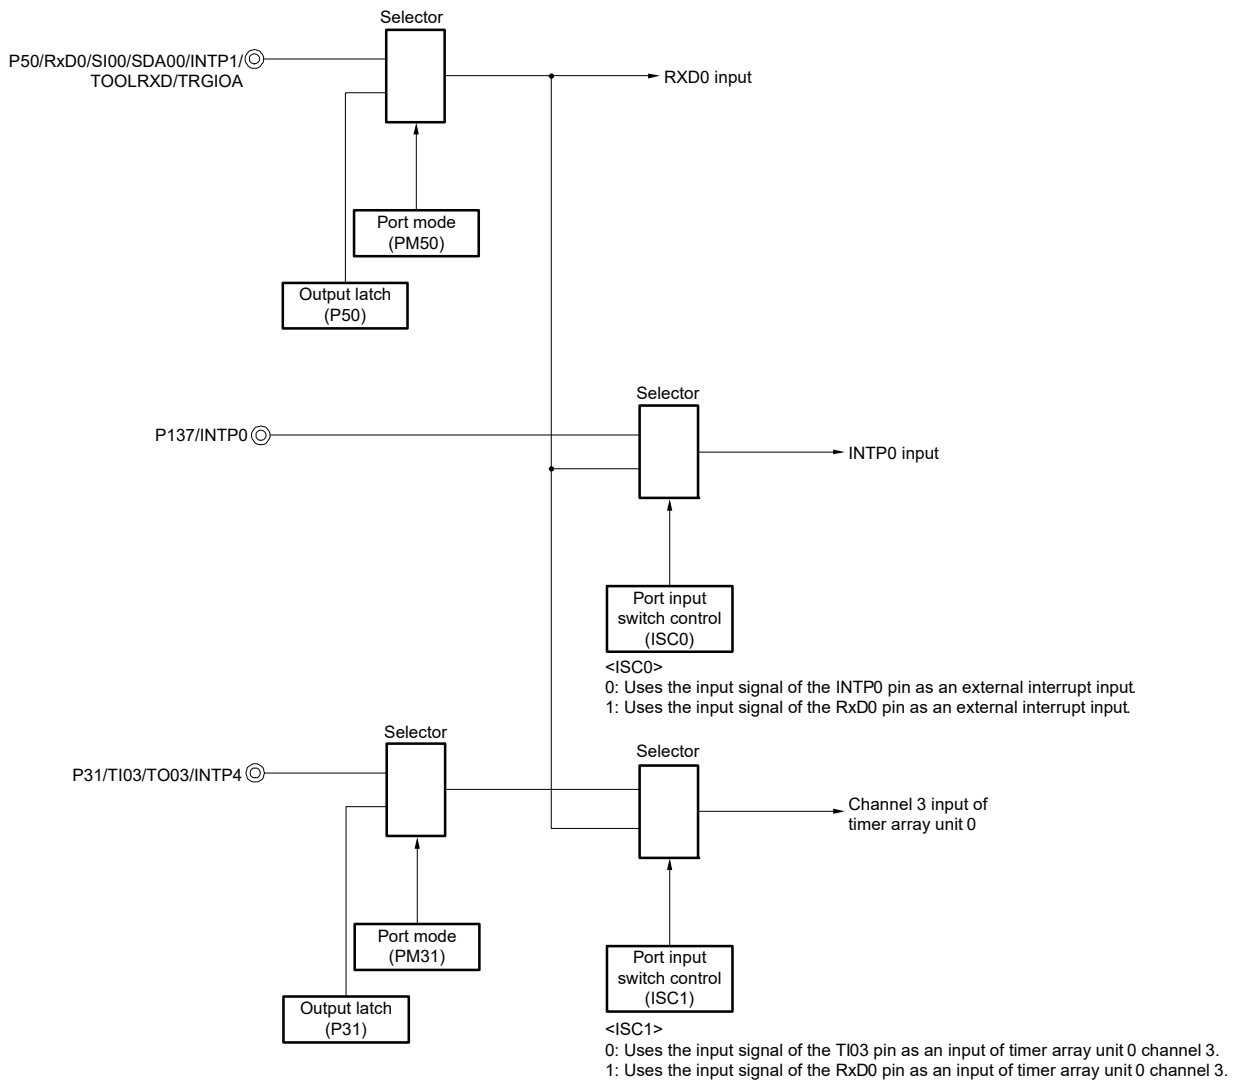 Selector
P50/RxD0/SI00/SDA00/INTP1/
TOOLRXD/TRGIOA
RXD0 input
Port mode
(PM50)
Output latch
(P50)
Selector
P137/INTP0
INTP0 input
Port input
switch control
(ISC0)
<ISC0>
0: Uses the input signal of the INTP0 pin as an external interrupt input.
1: Uses the input signal of the RxD0 pin as an external interrupt input.
Selector
P31/TI03/TO03/INTP4
Selector
Channel 3 input of
timer array unit 0
Port mode
(PM31)
Output latch
(P31)
Port input
switch control
(ISC1)
<ISC1>
0: Uses the input signal of the TI03 pin as an input of timer array unit 0 channel 3.
1: Uses the input signal of the RxD0 pin as an input of timer array unit 0 channel 3.